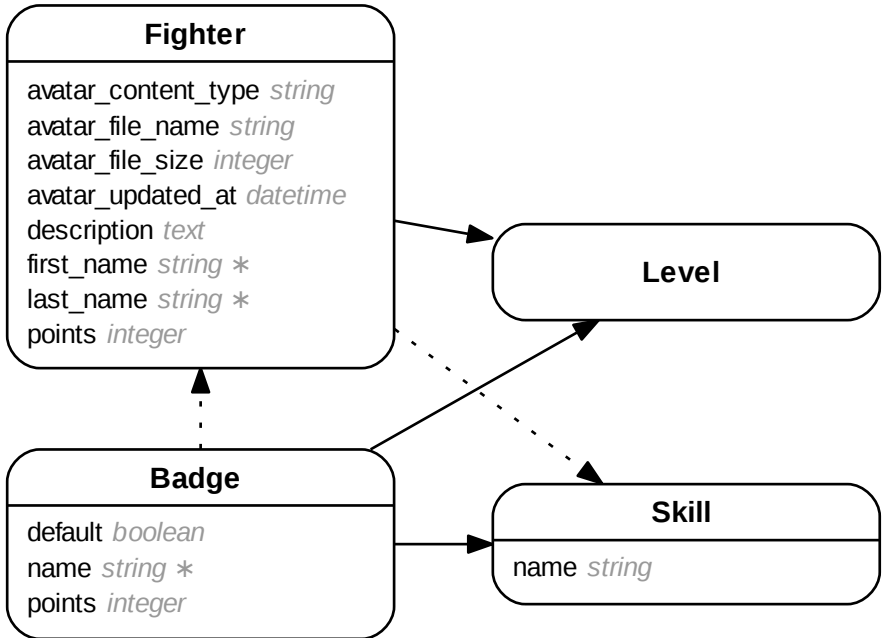 Fighter
avatar_content_type string
avatar_file_name string
avatar_file_size integer
avatar_updated_at datetime
description text
first_name string ∗
last_name string ∗
points integer
Level
Badge
default boolean
name string ∗
points integer
Skill
name string